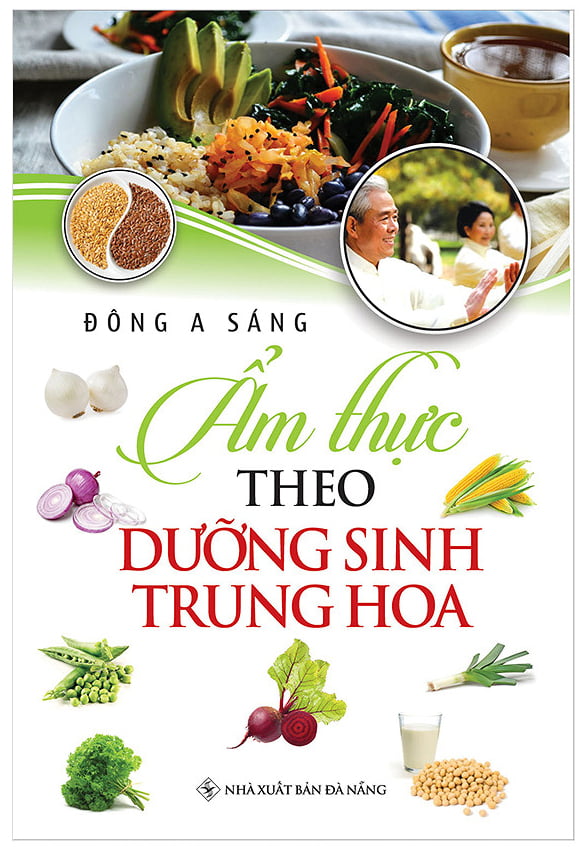 ĐÔNG A SÁNG
Ẩm thực
THEO
DƯỠNG SINH
TRUNG HOA
NHÀ XUẤT BẢN ĐÀ NẴNG